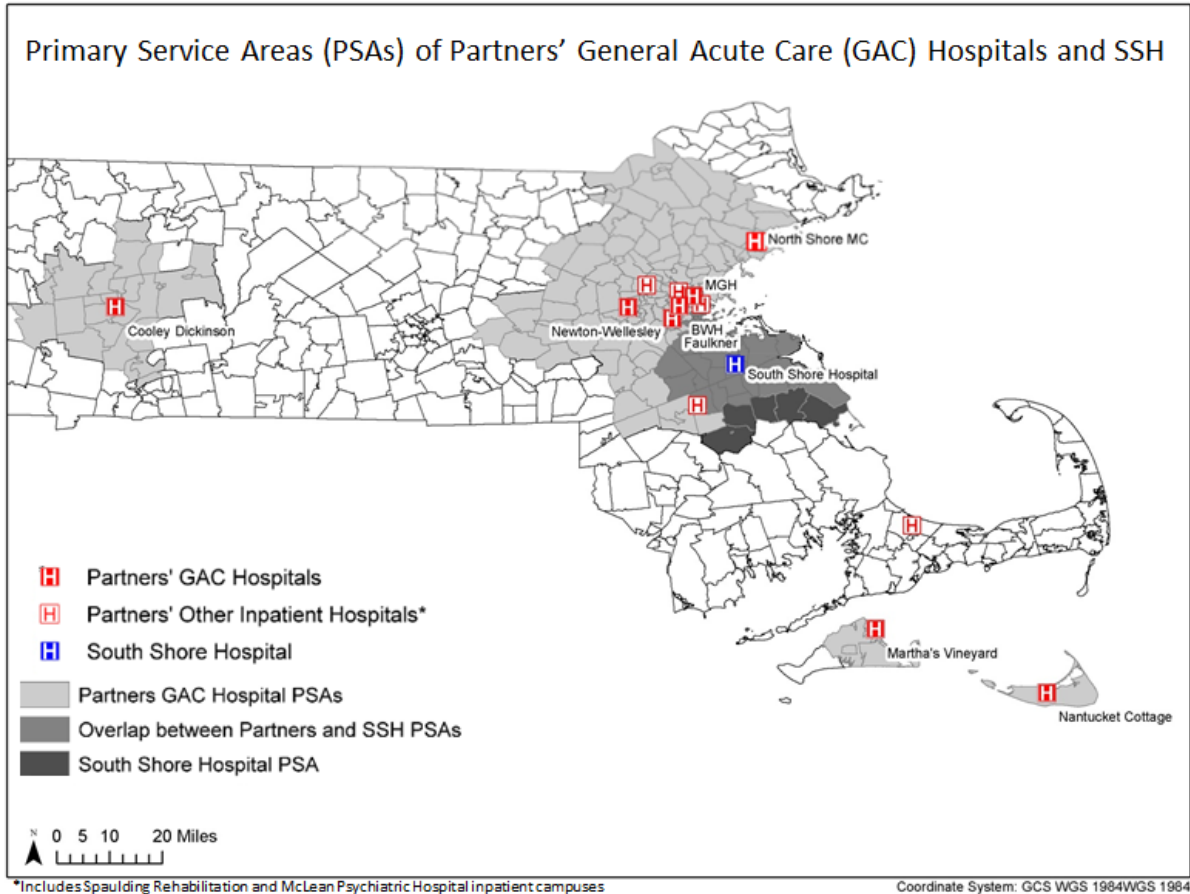 Primary Service Areas (PSAs) of Partners' General Acute Care (GAC) Hospitals and SSH
H North Shore MC
H
H H MGH
H H H
H
Cooley Dickinson
Newton-Wellesley
H
BWH
Faulkner
H
South Shore Hospital
H
H
H Partners' GAC Hospitals
H Partners' Other Inpatient Hospitals*
H South Shore Hospital
H
Martha's Vineyard
Partners GAC Hospital PSAs
H
Nantucket Cottage
Overlap between Partners and SSH PSAs
South Shore Hospital PSA
N
0 5 10 20 Miles
*Includes Spaulding Rehabilitation and McLean Psychiatric Hospital inpatient campuses
Coordinate System: GCS WGS 1984WGS 1984